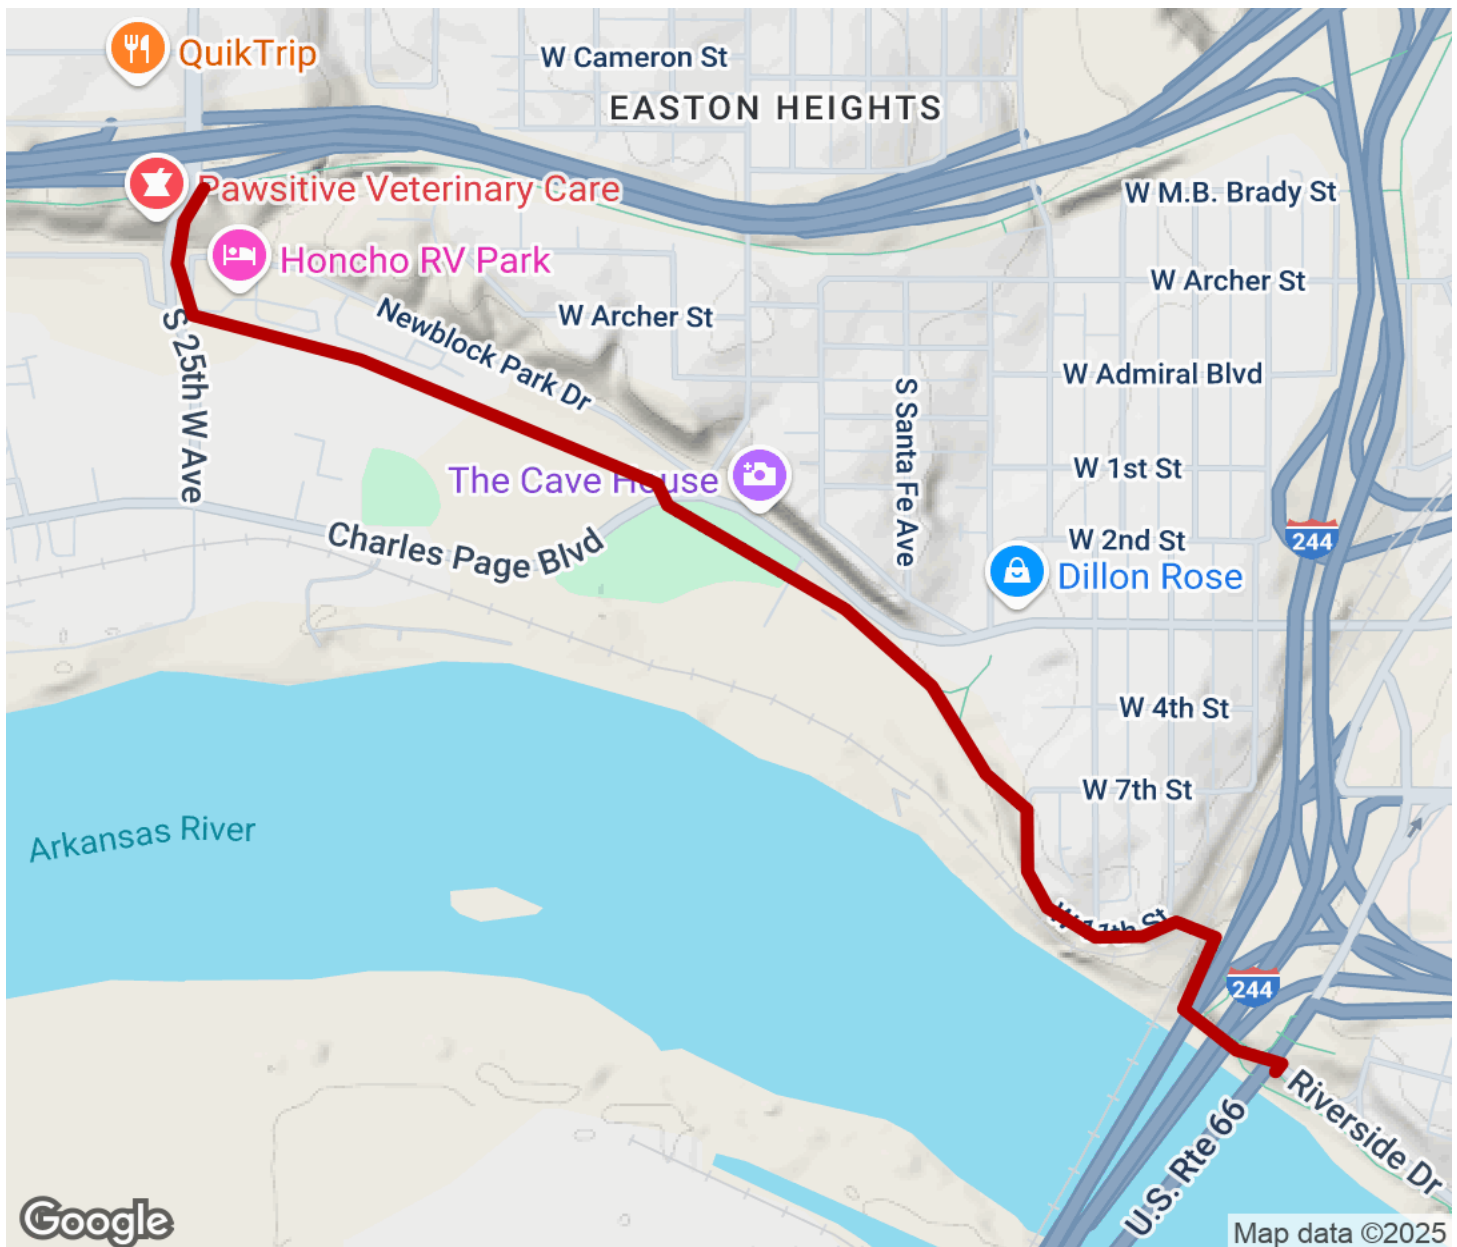 QuikTrip
W Cameron St
EASTON HEIGHTS
Pawsitive Veterinary Care
W M.B. Brady St
Honcho RV Park
W Archer St
W Archer St
Newblock Park Dr
S 25th W Ave
W Admiral Blvd
S Santa Fe Ave
The Cave House
W 1st St
Charles Page Blvd
W 2nd St
244
Dillon Rose
W 4th St
W 7th St
Arkansas River
W 11th St
244
Riverside Dr
U.S. Rte 66
Google
Map data ©2025